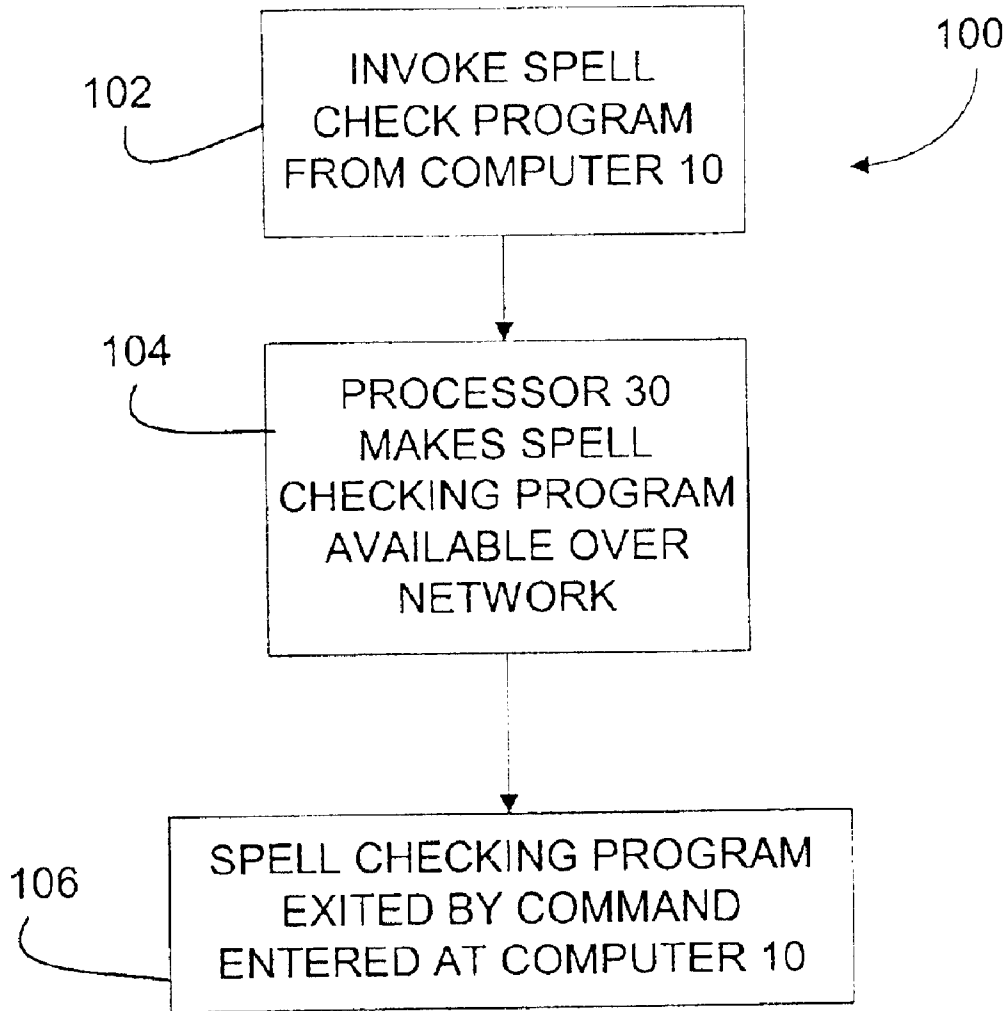 100
102
INVOKE SPELL
CHECK PROGRAM
FROM COMPUTER 10
104
PROCESSOR 30
MAKES SPELL
CHECKING PROGRAM
AVAILABLE OVER
NETWORK
106
SPELL CHECKING PROGRAM
EXITED BY COMMAND
ENTERED AT COMPUTER 10